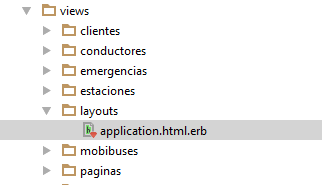 views
clientes
conductores
emergencias
estaciones
layouts
application.html.erb
mobibuses
paginas